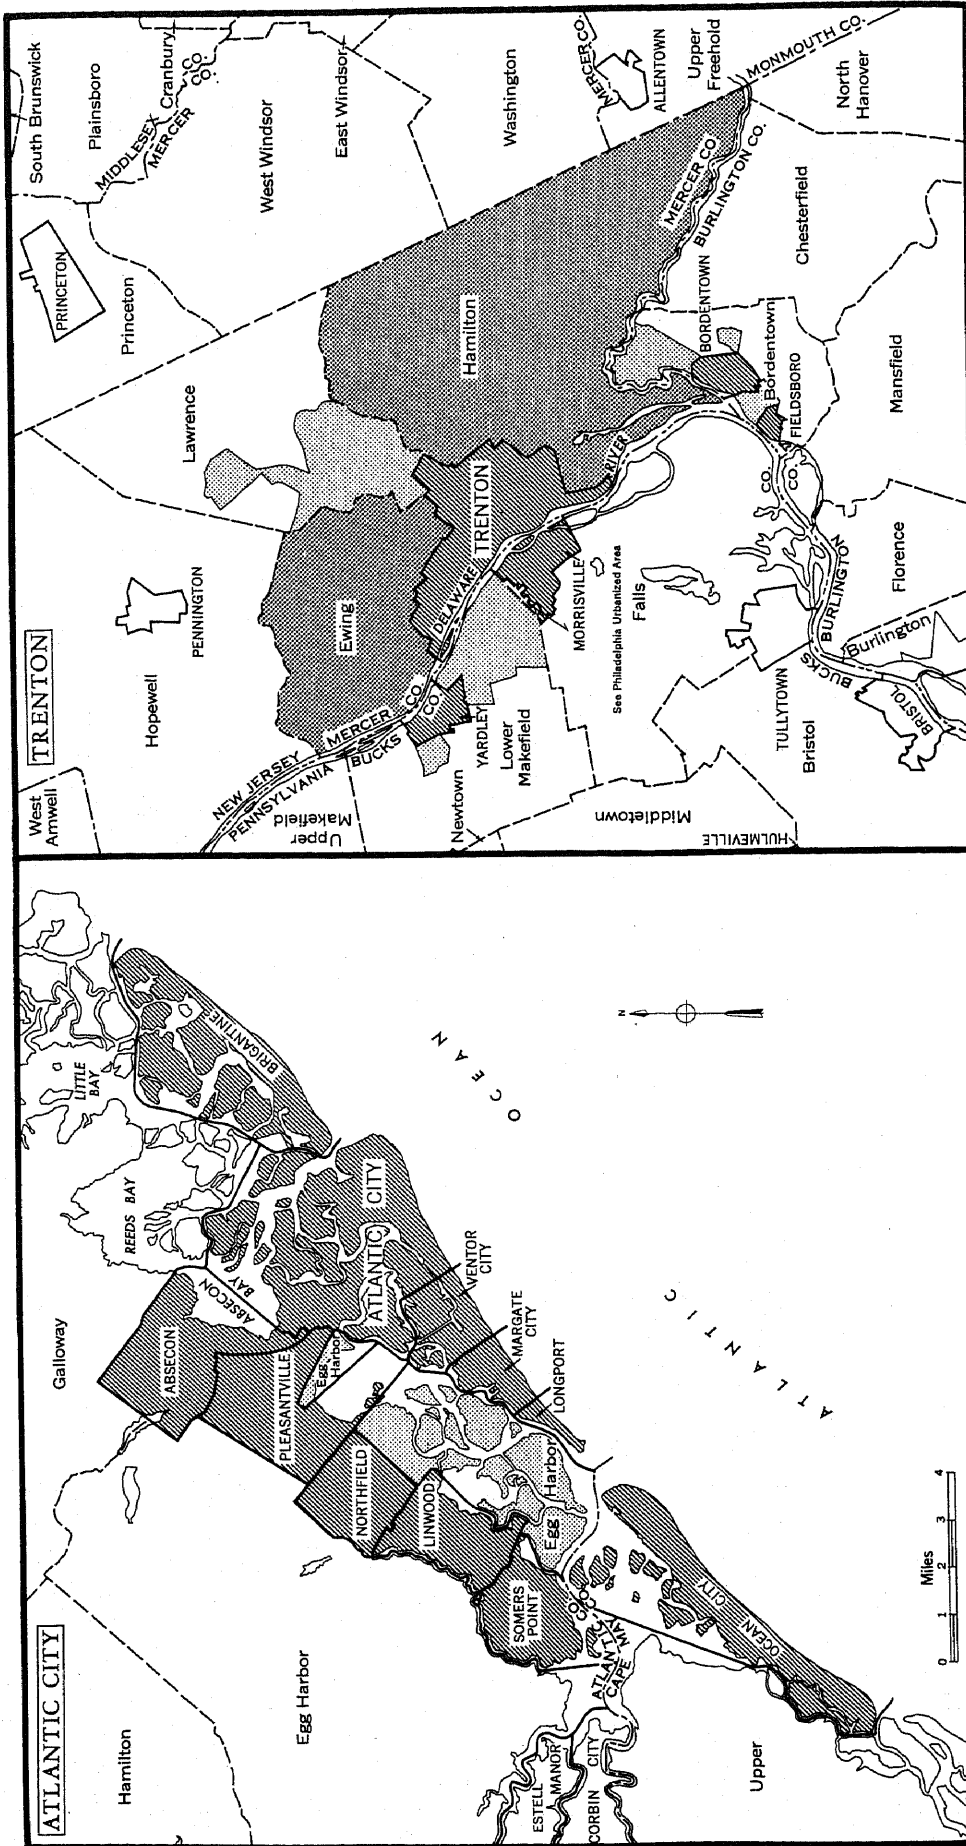 ATLANTIC CITY
Hamilton
Galloway
Egg Harbor
REEDS BAY
LITTLE
BAY
BRIGANTINE
ABSECON
BAY
ABSECON
PLEASANTVILLE
Egg
Harbor
ATLANTIC
CITY
NORTHFIELD
LINWOOD
VENTOR
CITY
MARGATE
CITY
LONGPORT
Egg
Harbor
SOMERS
POINT
ATLANTIC CO
CAPE MAY CO
OCEAN CITY
ESTELL
MANOR
CORBIN
CITY
Upper
ATLANTIC
OCEAN
N
Miles
0 1 2 3 4
TRENTON
West
Amwell
Hopewell
PENNINGTON
Lawrence
Princeton
PRINCETON
South Brunswick
Plainsboro
Cranbury
MIDDLESEX CO.
MERCER CO.
West Windsor
East Windsor
Washington
MERCER CO.
ALLENTOWN
Upper
Freehold
MONMOUTH CO.
North
Hanover
Ewing
Hamilton
TRENTON
DELAWARE
RIVER
NEW JERSEY
PENNSYLVANIA
MERCER CO.
BUCKS CO.
Upper
Makefield
Newtown
YARDLEY
Lower
Makefield
MORRISVILLE
See Philadelphia Urbanized Area
Falls
Middletown
HULMEVILLE
TULLYTOWN
Bristol
BRISTOL
BUCKS CO.
BURLINGTON CO.
Burlington
Florence
Mansfield
FIELDSBORO
Bordentown
BORDENTOWN
MERCER CO.
BURLINGTON CO.
Chesterfield